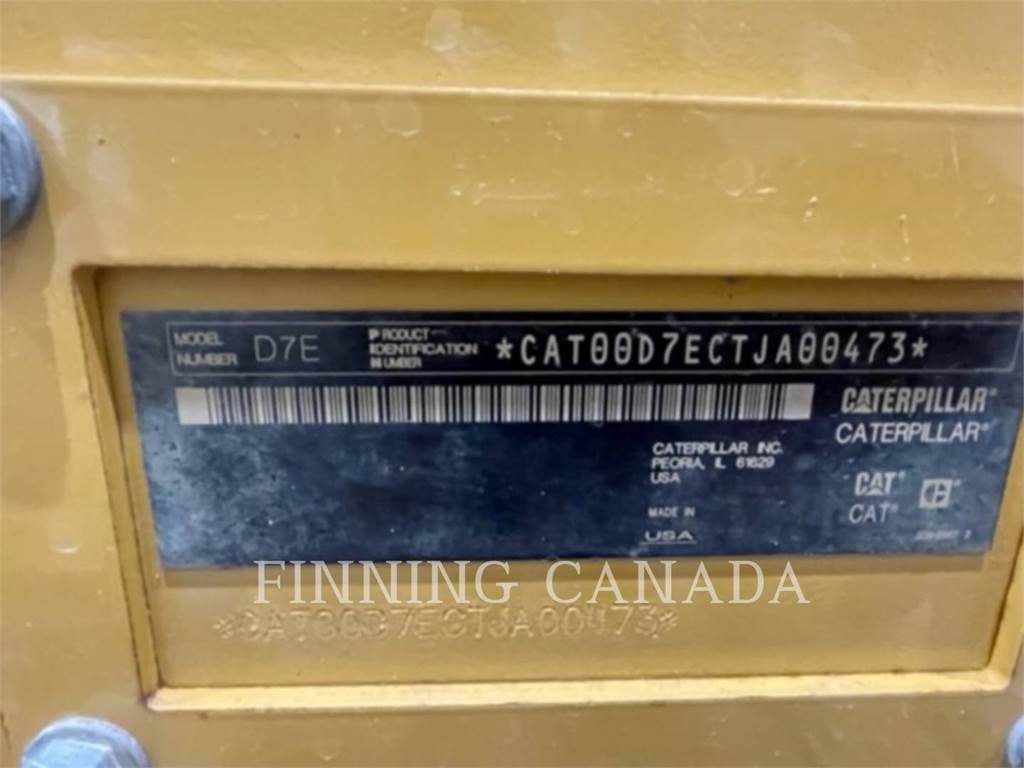 MODEL NUMBER D7E
PRODUCT IDENTIFICATION NUMBER *CAT00D7ECTJA00473*
CATERPILLAR®
CATERPILLAR®
CATERPILLAR INC.
PEORIA, IL 61629
USA
CAT®
CAT®
MADE IN
USA
FINNING CANADA
*CAT00D7ECTJA00473*